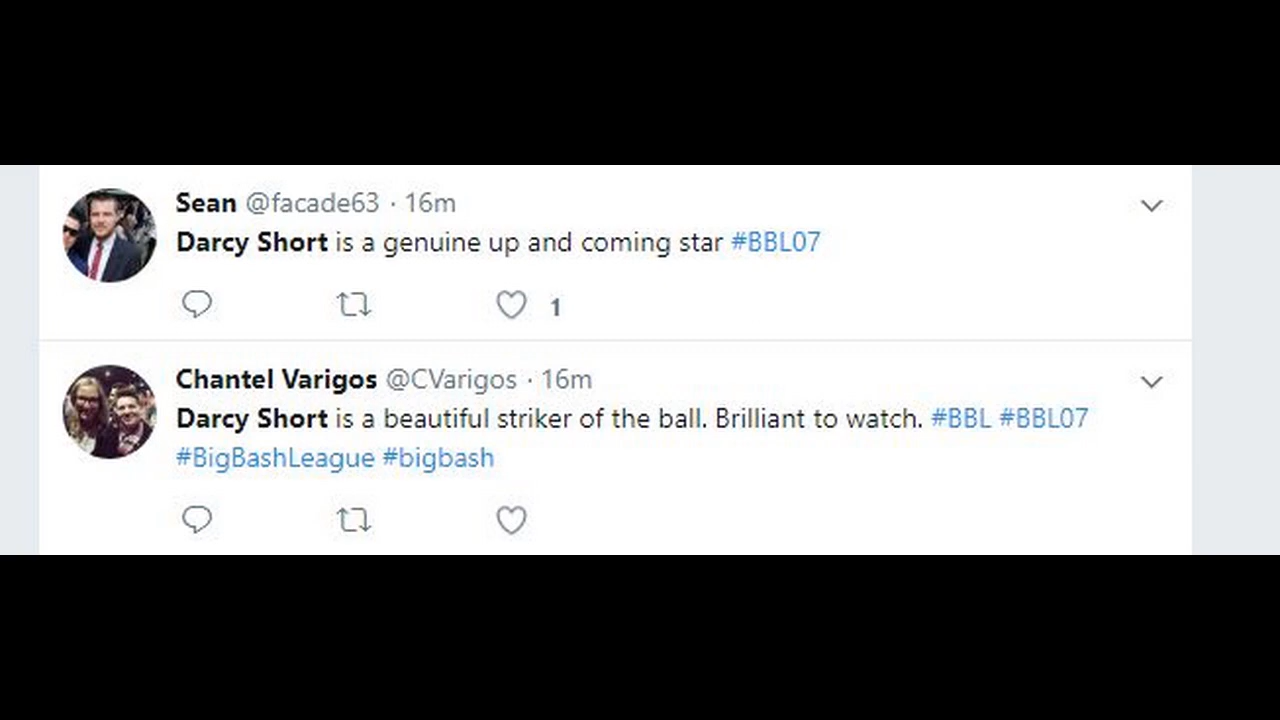 Sean @facade63 · 16m
Darcy Short is a genuine up and coming star #BBL07
1
Chantel Varigos @CVarigos · 16m
Darcy Short is a beautiful striker of the ball. Brilliant to watch. #BBL #BBL07
#BigBashLeague #bigbash